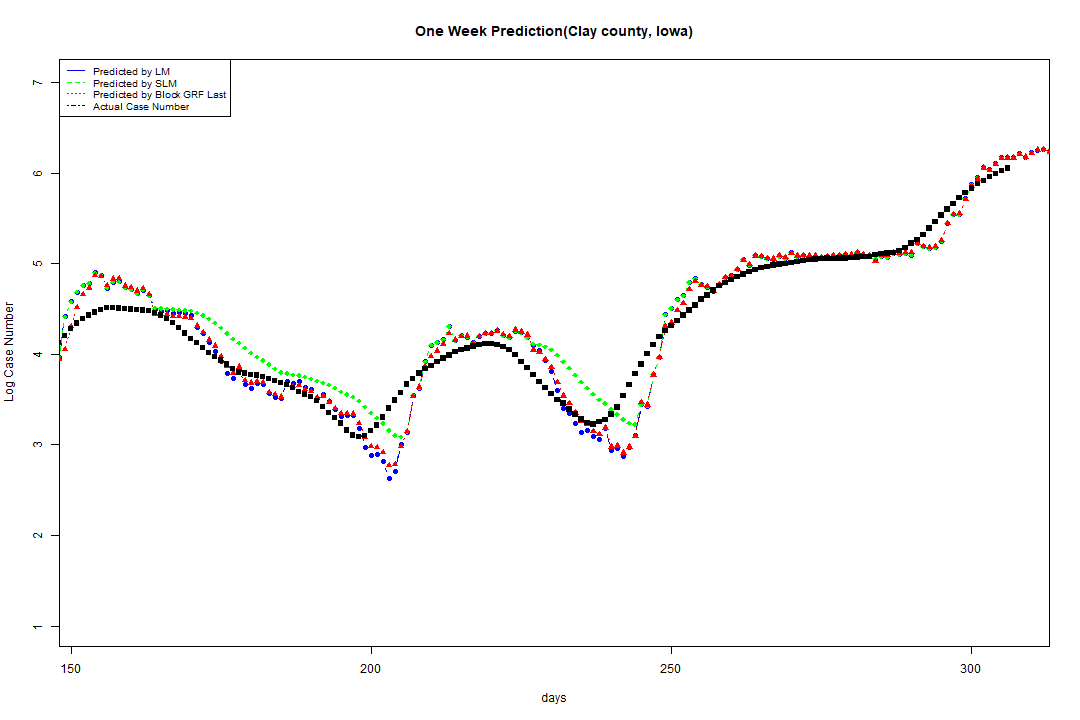 One Week Prediction(Clay county, Iowa)
Predicted by LM
Predicted by SLM
Predicted by Block GRF Last
Actual Case Number
7
6
5
4
3
2
1
Log Case Number
150 200 250 300
days